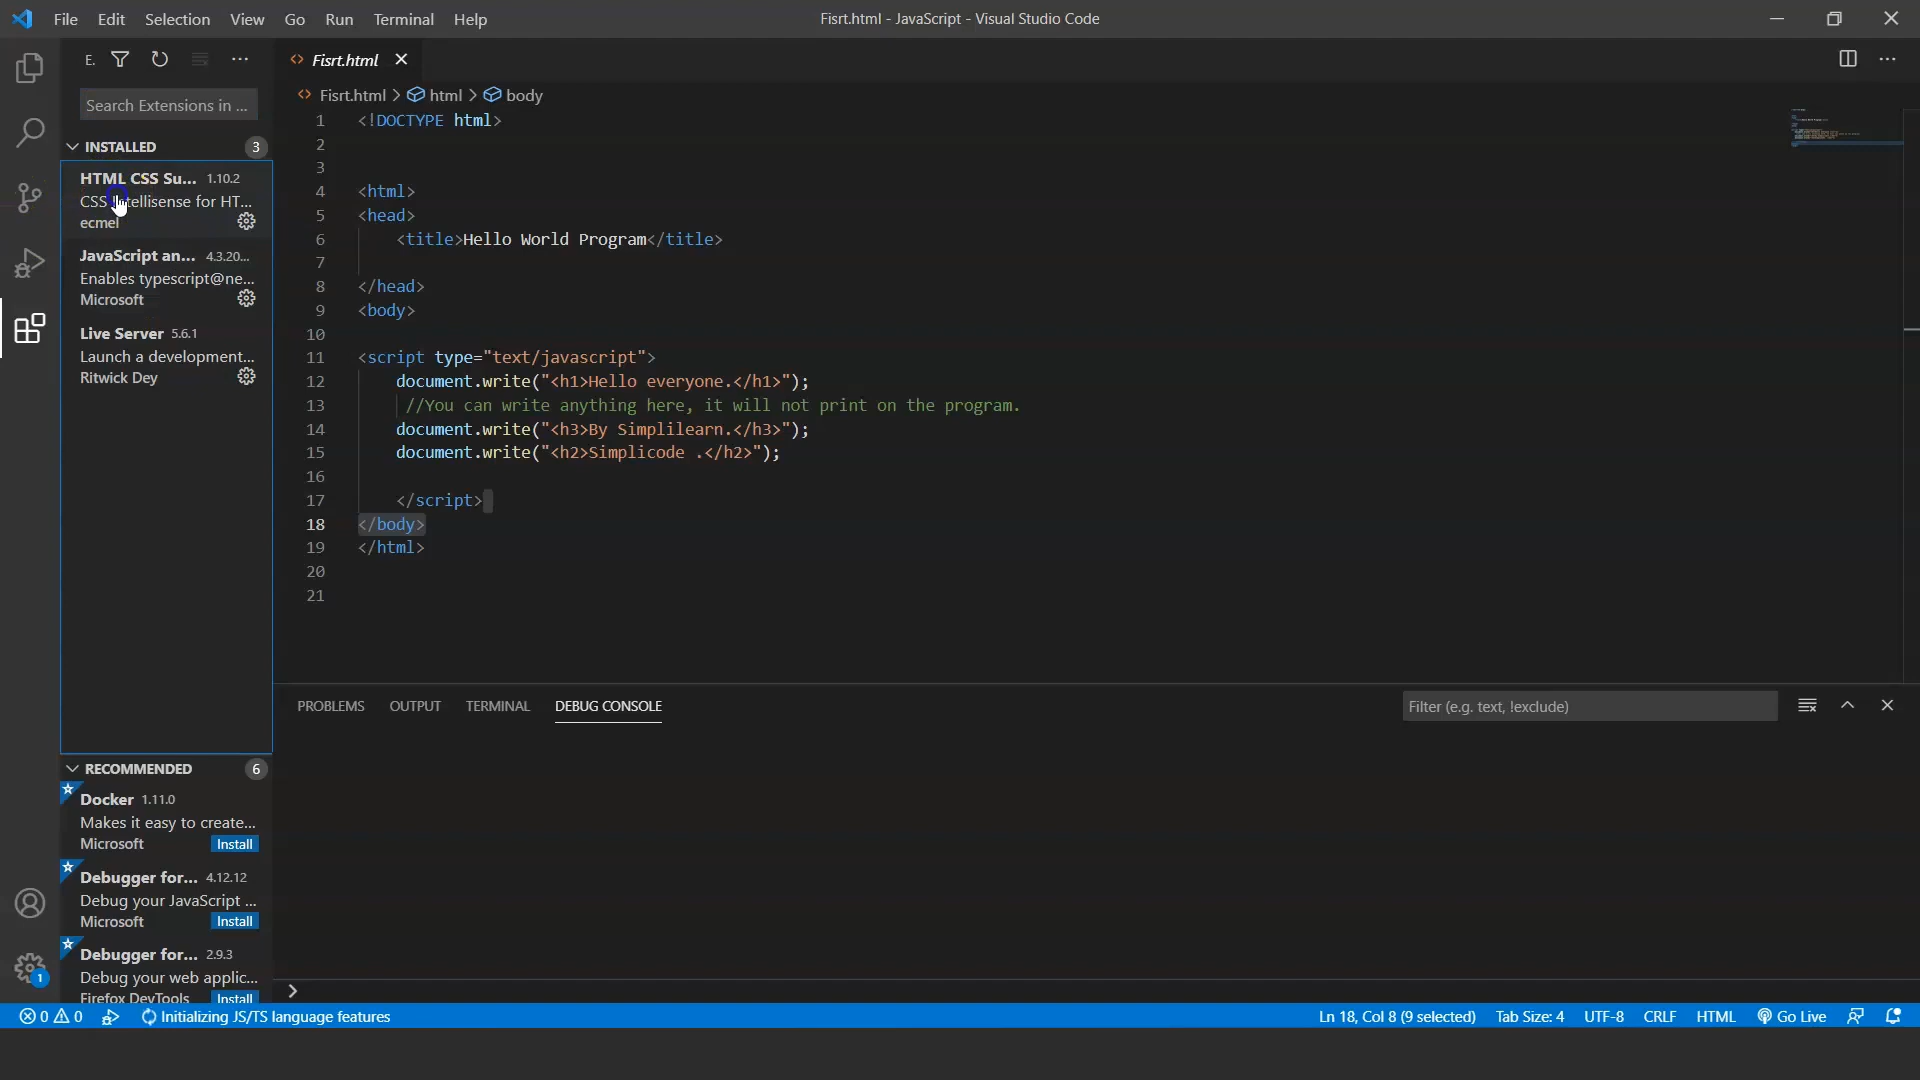 File Edit Selection View Go Run Terminal Help
Fisrt.html - JavaScript - Visual Studio Code
E.
Search Extensions in ...
INSTALLED 3
HTML CSS Su... 1.10.2
CSS Intellisense for HT...
ecmel
JavaScript an... 4.3.20...
Enables typescript@ne...
Microsoft
Live Server 5.6.1
Launch a development...
Ritwick Dey
RECOMMENDED 6
Docker 1.11.0
Makes it easy to create...
Microsoft Install
Debugger for... 4.12.12
Debug your JavaScript ...
Microsoft Install
Debugger for... 2.9.3
Debug your web applic...
Firefox DevTools Install
Fisrt.html
Fisrt.html > html > body
1 <!DOCTYPE html>
2
3
4 <html>
5 <head>
6 <title>Hello World Program</title>
7
8 </head>
9 <body>
10
11 <script type="text/javascript">
12 document.write("<h1>Hello everyone.</h1>");
13 //You can write anything here, it will not print on the program.
14 document.write("<h3>By Simplilearn.</h3>");
15 document.write("<h2>Simplicode .</h2>");
16
17 </script>
18 </body>
19 </html>
20
21
PROBLEMS OUTPUT TERMINAL DEBUG CONSOLE
Filter (e.g. text, !exclude)
1
0 0 Initializing JS/TS language features
Ln 18, Col 8 (9 selected) Tab Size: 4 UTF-8 CRLF HTML Go Live